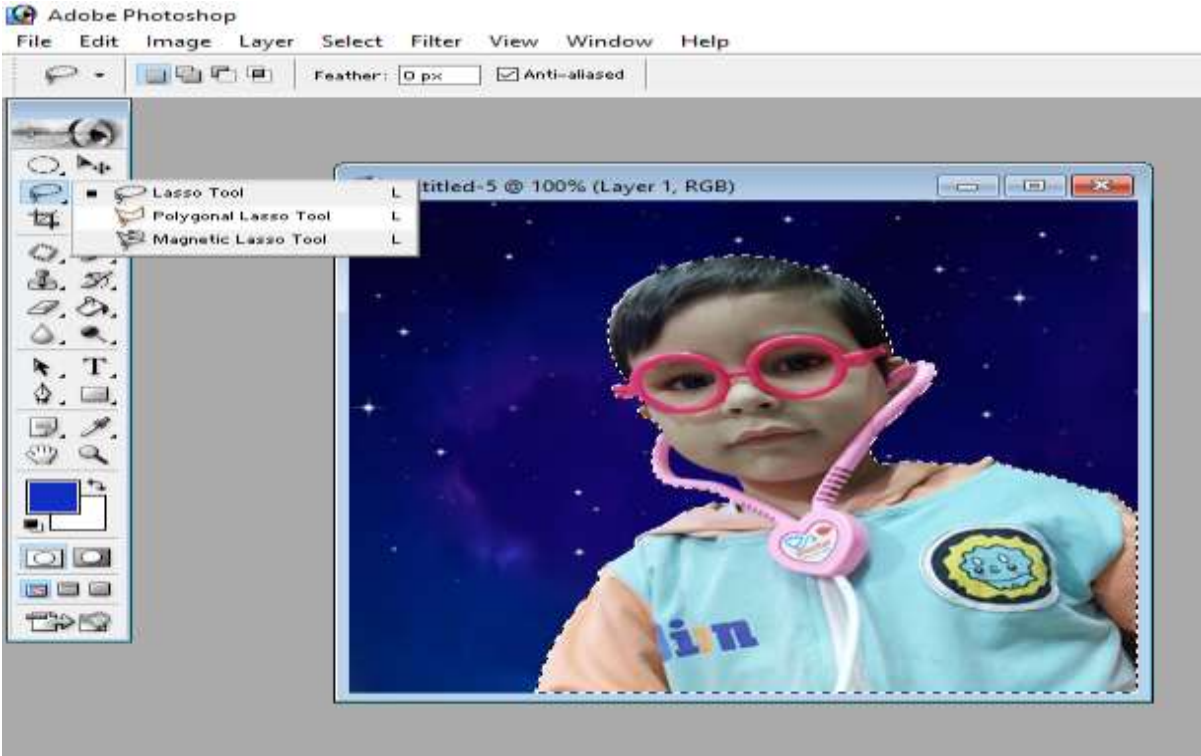 Adobe Photoshop
File Edit Image Layer Select Filter View Window Help
Feather: 0 px Anti-aliased
Lasso Tool L
Polygonal Lasso Tool L
Magnetic Lasso Tool L
titled-5 @ 100% (Layer 1, RGB)
T